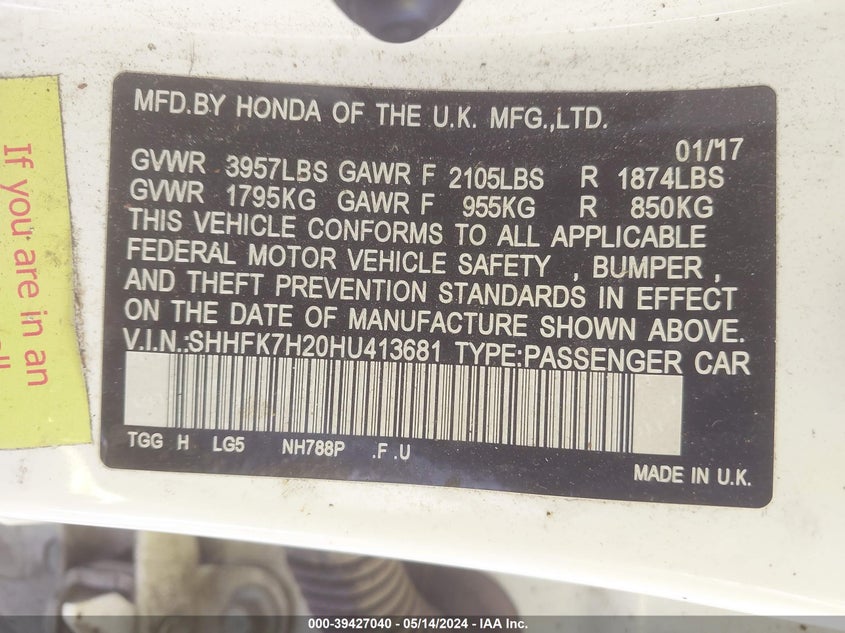 MFD.BY HONDA OF THE U.K. MFG.,LTD.
01/17
GVWR 3957LBS GAWR F 2105LBS R 1874LBS
GVWR 1795KG GAWR F 955KG R 850KG
THIS VEHICLE CONFORMS TO ALL APPLICABLE
FEDERAL MOTOR VEHICLE SAFETY , BUMPER ,
AND THEFT PREVENTION STANDARDS IN EFFECT
ON THE DATE OF MANUFACTURE SHOWN ABOVE.
V.I.N.:SHHFK7H20HU413681 TYPE:PASSENGER CAR
TGG H LG5 NH788P .F .U
MADE IN U.K.
If you are in an
000-39427040 / 05/14/2024 - IAA Inc.